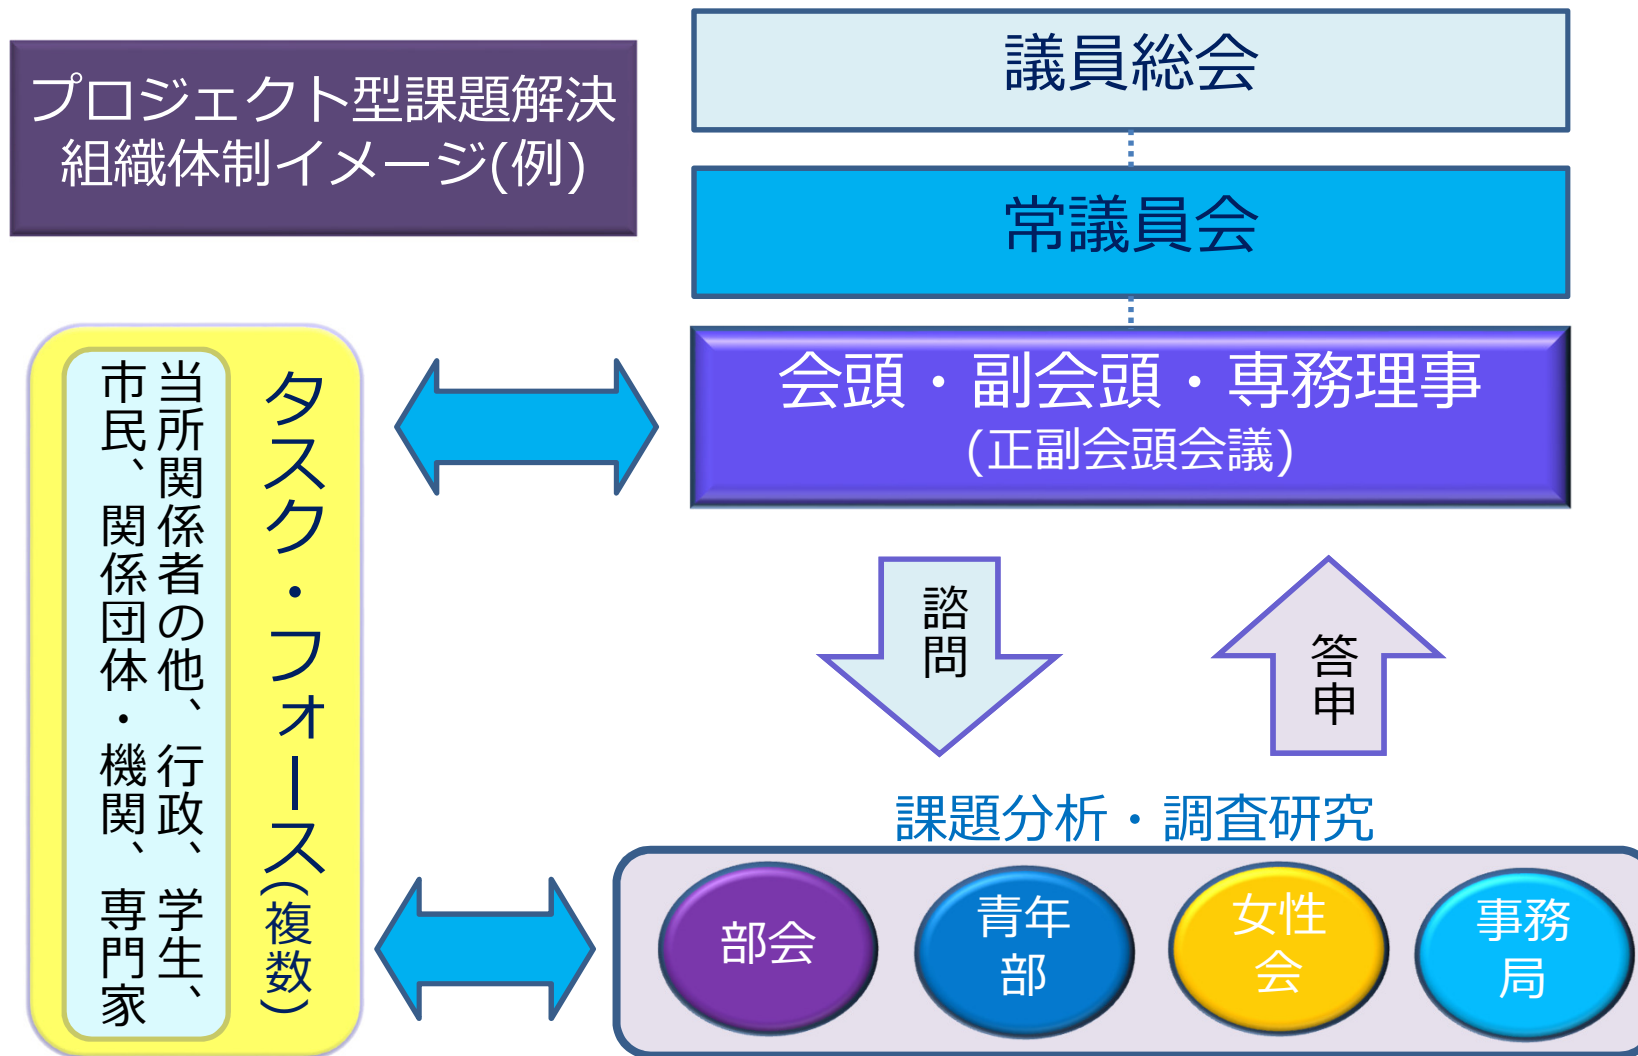 プロジェクト型課題解決
組織体制イメージ(例)
議員総会
常議員会
会頭・副会頭・専務理事
(正副会頭会議)
タスク・フォース(複数)
当所関係者の他、行政、学生、
市民、関係団体・機関、専門家
諮問
答申
課題分析・調査研究
部会
青年
部
女性
会
事務
局